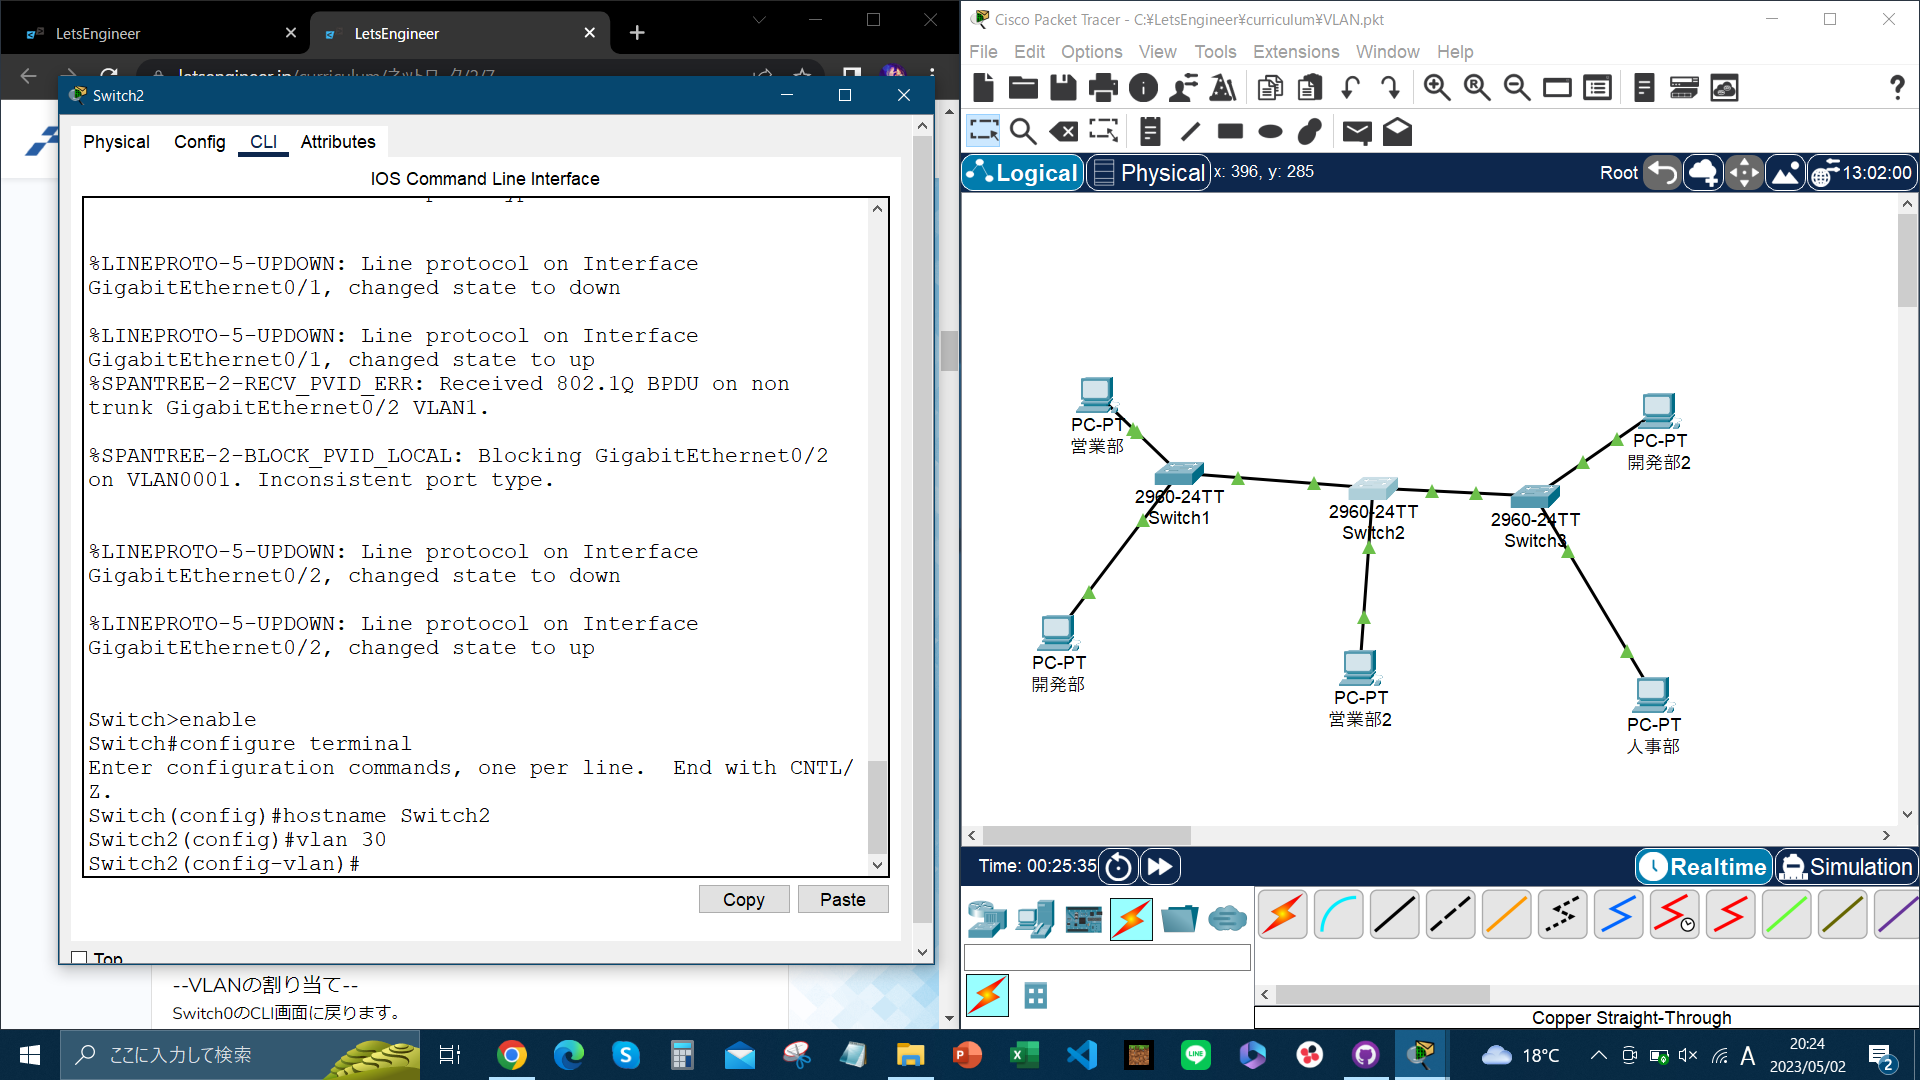 LetsEngineer
LetsEngineer
Switch2
Physical
Config
CLI
Attributes
IOS Command Line Interface
%LINEPROTO-5-UPDOWN: Line protocol on Interface
GigabitEthernet0/1, changed state to down
%LINEPROTO-5-UPDOWN: Line protocol on Interface
GigabitEthernet0/1, changed state to up
%SPANTREE-2-RECV_PVID_ERR: Received 802.1Q BPDU on non
trunk GigabitEthernet0/2 VLAN1.
%SPANTREE-2-BLOCK_PVID_LOCAL: Blocking GigabitEthernet0/2
on VLAN0001. Inconsistent port type.
%LINEPROTO-5-UPDOWN: Line protocol on Interface
GigabitEthernet0/2, changed state to down
%LINEPROTO-5-UPDOWN: Line protocol on Interface
GigabitEthernet0/2, changed state to up
Switch>enable
Switch#configure terminal
Enter configuration commands, one per line.  End with CNTL/
Z.
Switch(config)#hostname Switch2
Switch2(config)#vlan 30
Switch2(config-vlan)#
Copy
Paste
Top
--VLANの割り当て--
Switch0のCLI画面に戻ります。
Cisco Packet Tracer - C:¥LetsEngineer¥curriculum¥VLAN.pkt
File Edit Options View Tools Extensions Window Help
Logical
Physical
x: 396, y: 285
Root
13:02:00
PC-PT
営業部
PC-PT
開発部2
2960-24TT
Switch1
2960-24TT
Switch2
2960-24TT
Switch3
PC-PT
開発部
PC-PT
営業部2
PC-PT
人事部
Time: 00:25:35
Realtime
Simulation
Copper Straight-Through
ここに入力して検索
18°C
A
20:24
2023/05/02
2